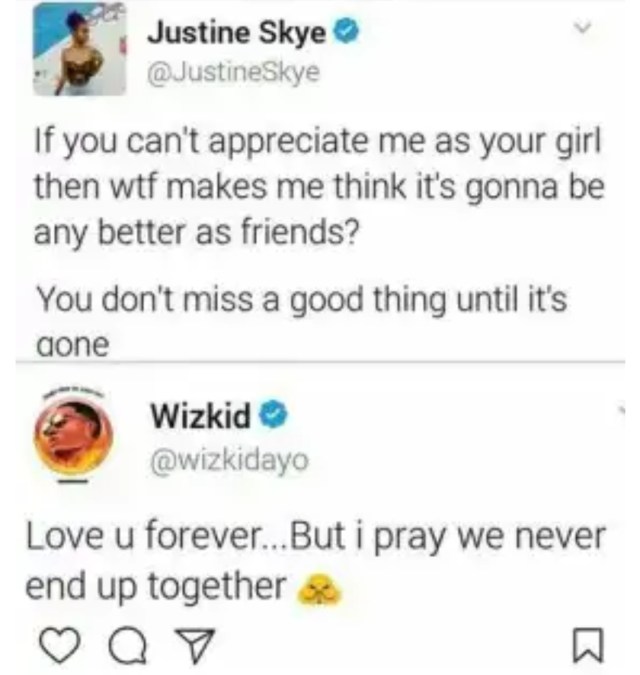 Justine Skye
@JustineSkye
If you can't appreciate me as your girl
then wtf makes me think it's gonna be
any better as friends?
You don't miss a good thing until it's
gone
Wizkid
@wizkidayo
Love u forever...But i pray we never
end up together 🙏